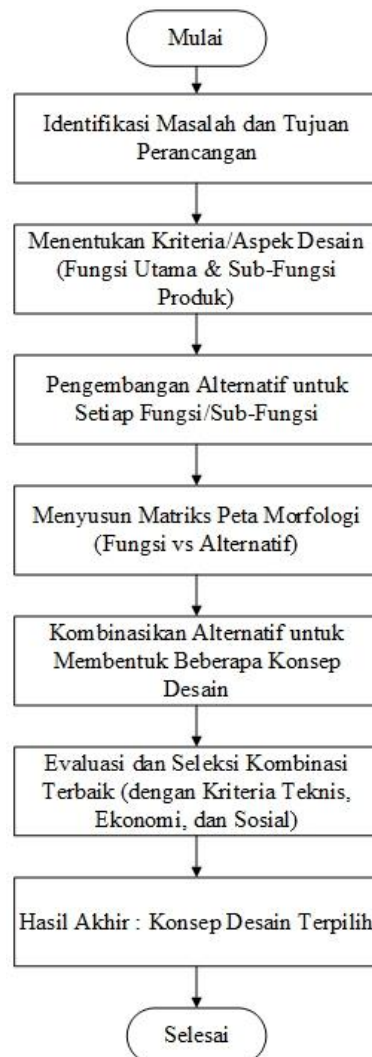 Mulai
Identifikasi Masalah dan Tujuan
Perancangan
Menentukan Kriteria/Aspek Desain
(Fungsi Utama & Sub-Fungsi
Produk)
Pengembangan Alternatif untuk
Setiap Fungsi/Sub-Fungsi
Menyusun Matriks Peta Morfologi
(Fungsi vs Alternatif)
Kombinasikan Alternatif untuk
Membentuk Beberapa Konsep
Desain
Evaluasi dan Seleksi Kombinasi
Terbaik (dengan Kriteria Teknis,
Ekonomi, dan Sosial)
Hasil Akhir : Konsep Desain Terpilih
Selesai